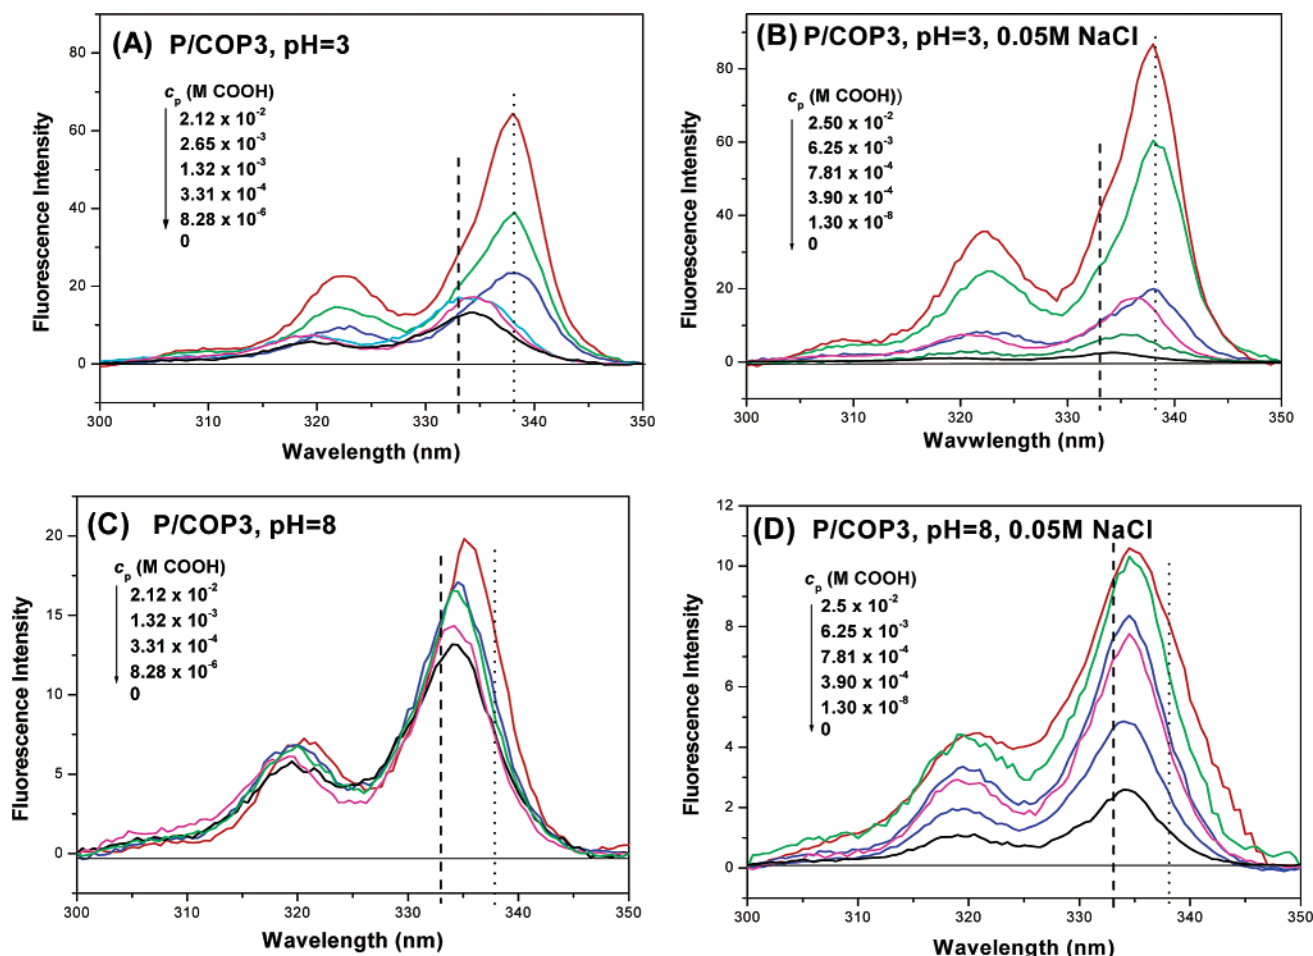 (A) P/COP3, pH=3
c_p (M COOH)
2.12 x 10^-2
2.65 x 10^-3
1.32 x 10^-3
3.31 x 10^-4
8.28 x 10^-6
0
80
60
40
20
0
Fluorescence Intensity
300 310 320 330 340 350
Wavelength (nm)
(B) P/COP3, pH=3, 0.05M NaCl
c_p (M COOH))
2.50 x 10^-2
6.25 x 10^-3
7.81 x 10^-4
3.90 x 10^-4
1.30 x 10^-8
0
80
60
40
20
0
Fluorescence Intensity
300 310 320 330 340 350
Wavwlength (nm)
(C) P/COP3, pH=8
c_p (M COOH)
2.12 x 10^-2
1.32 x 10^-3
3.31 x 10^-4
8.28 x 10^-6
0
20
15
10
5
0
Fluorescence Intensity
300 310 320 330 340 350
Wavelength (nm)
(D) P/COP3, pH=8, 0.05M NaCl
c_p (M COOH)
2.5 x 10^-2
6.25 x 10^-3
7.81 x 10^-4
3.90 x 10^-4
1.30 x 10^-8
0
12
10
8
6
4
2
0
Fluorescence Intensity
300 310 320 330 340 350
Wavelength (nm)